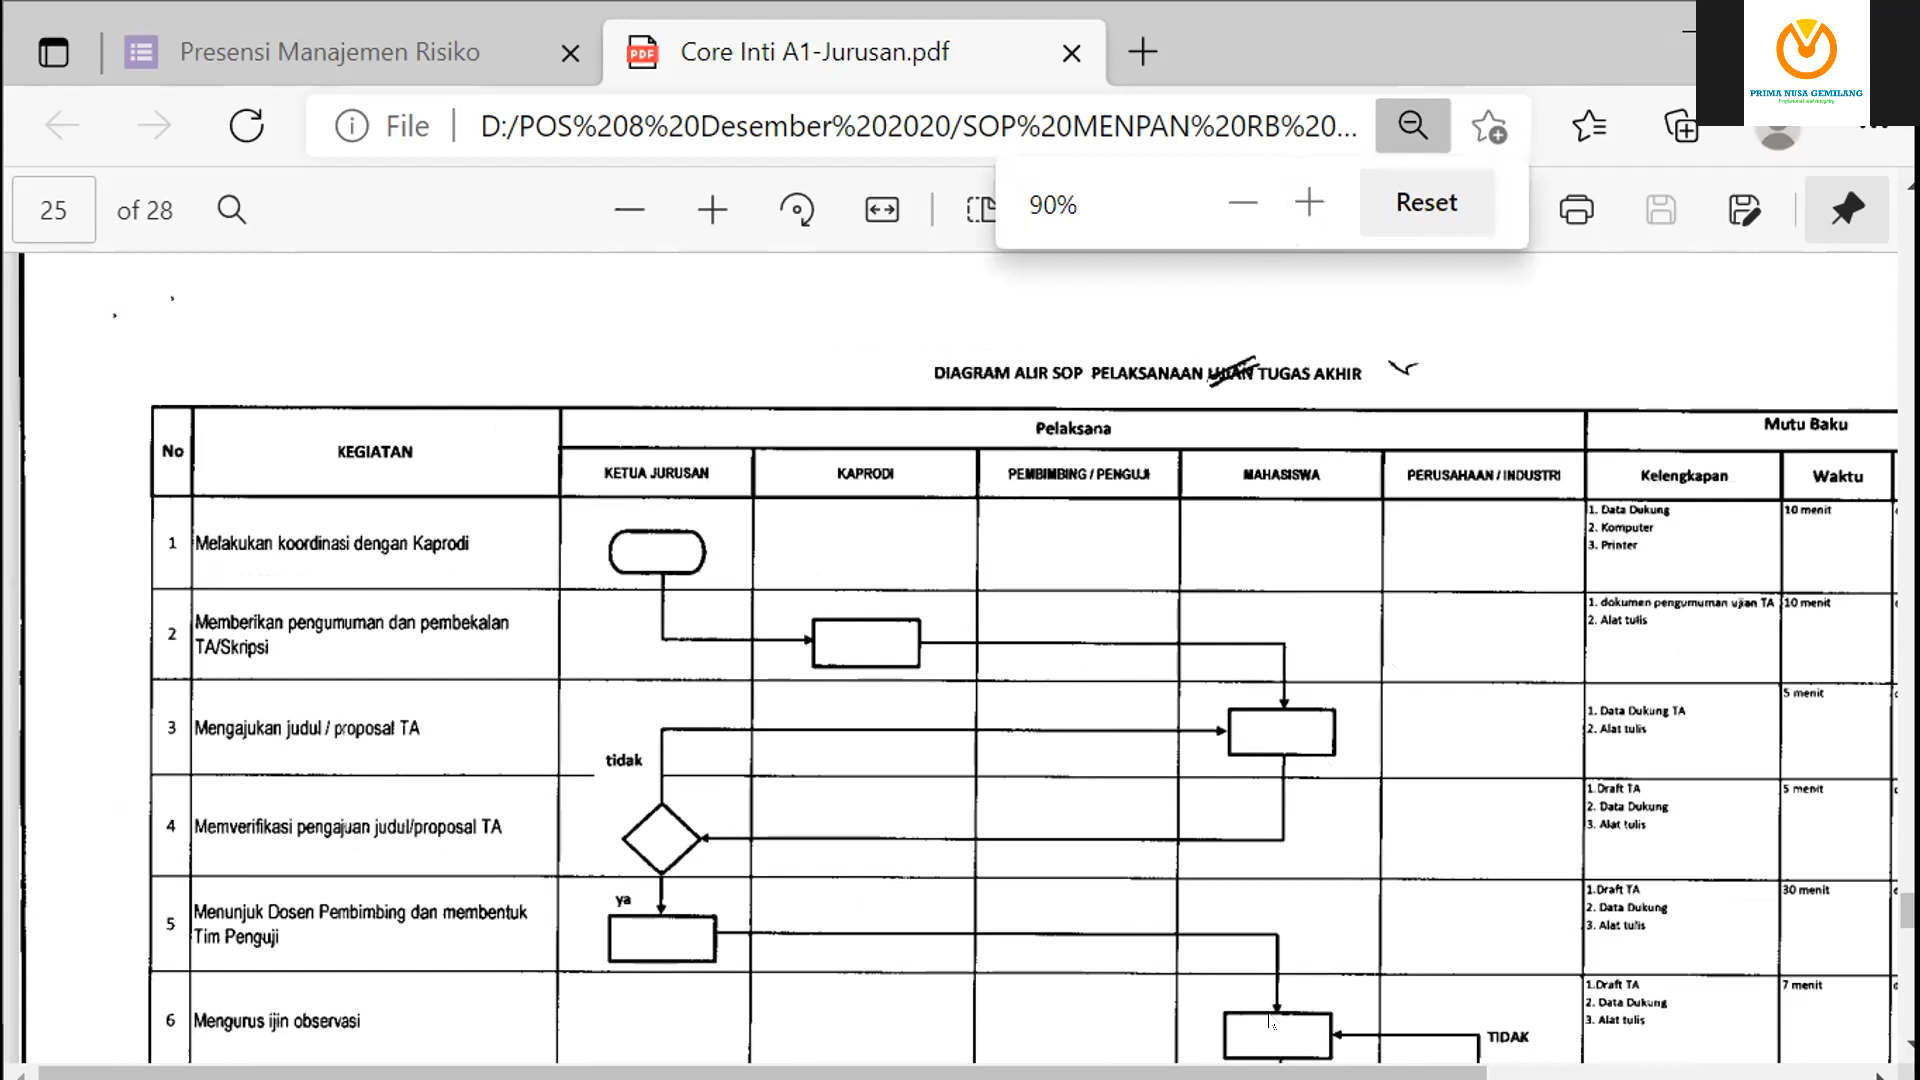 Presensi Manajemen Risiko
Core Inti A1-Jurusan.pdf
PRIMA NUSA GEMILANG
Profesional and Integrity
File
D:/POS%208%20Desember%202020/SOP%20MENPAN%20RB%20...
25 of 28
90%
Reset
DIAGRAM ALIR SOP PELAKSANAAN UJIAN TUGAS AKHIR
No
KEGIATAN
Pelaksana
Mutu Baku
KETUA JURUSAN
KAPRODI
PEMBIMBING / PENGUJI
MAHASISWA
PERUSAHAAN / INDUSTRI
Kelengkapan
Waktu
1
Melakukan koordinasi dengan Kaprodi
1. Data Dukung
2. Komputer
3. Printer
10 menit
2
Memberikan pengumuman dan pembekalan
TA/Skripsi
1. dokumen pengumuman ujian TA
2. Alat tulis
10 menit
3
Mengajukan judul / proposal TA
tidak
1. Data Dukung TA
2. Alat tulis
5 menit
4
Memverifikasi pengajuan judul/proposal TA
1.Draft TA
2. Data Dukung
3. Alat tulis
5 menit
5
Menunjuk Dosen Pembimbing dan membentuk
Tim Penguji
ya
1.Draft TA
2. Data Dukung
3. Alat tulis
30 menit
6
Mengurus ijin observasi
TIDAK
1.Draft TA
2. Data Dukung
3. Alat tulis
7 menit